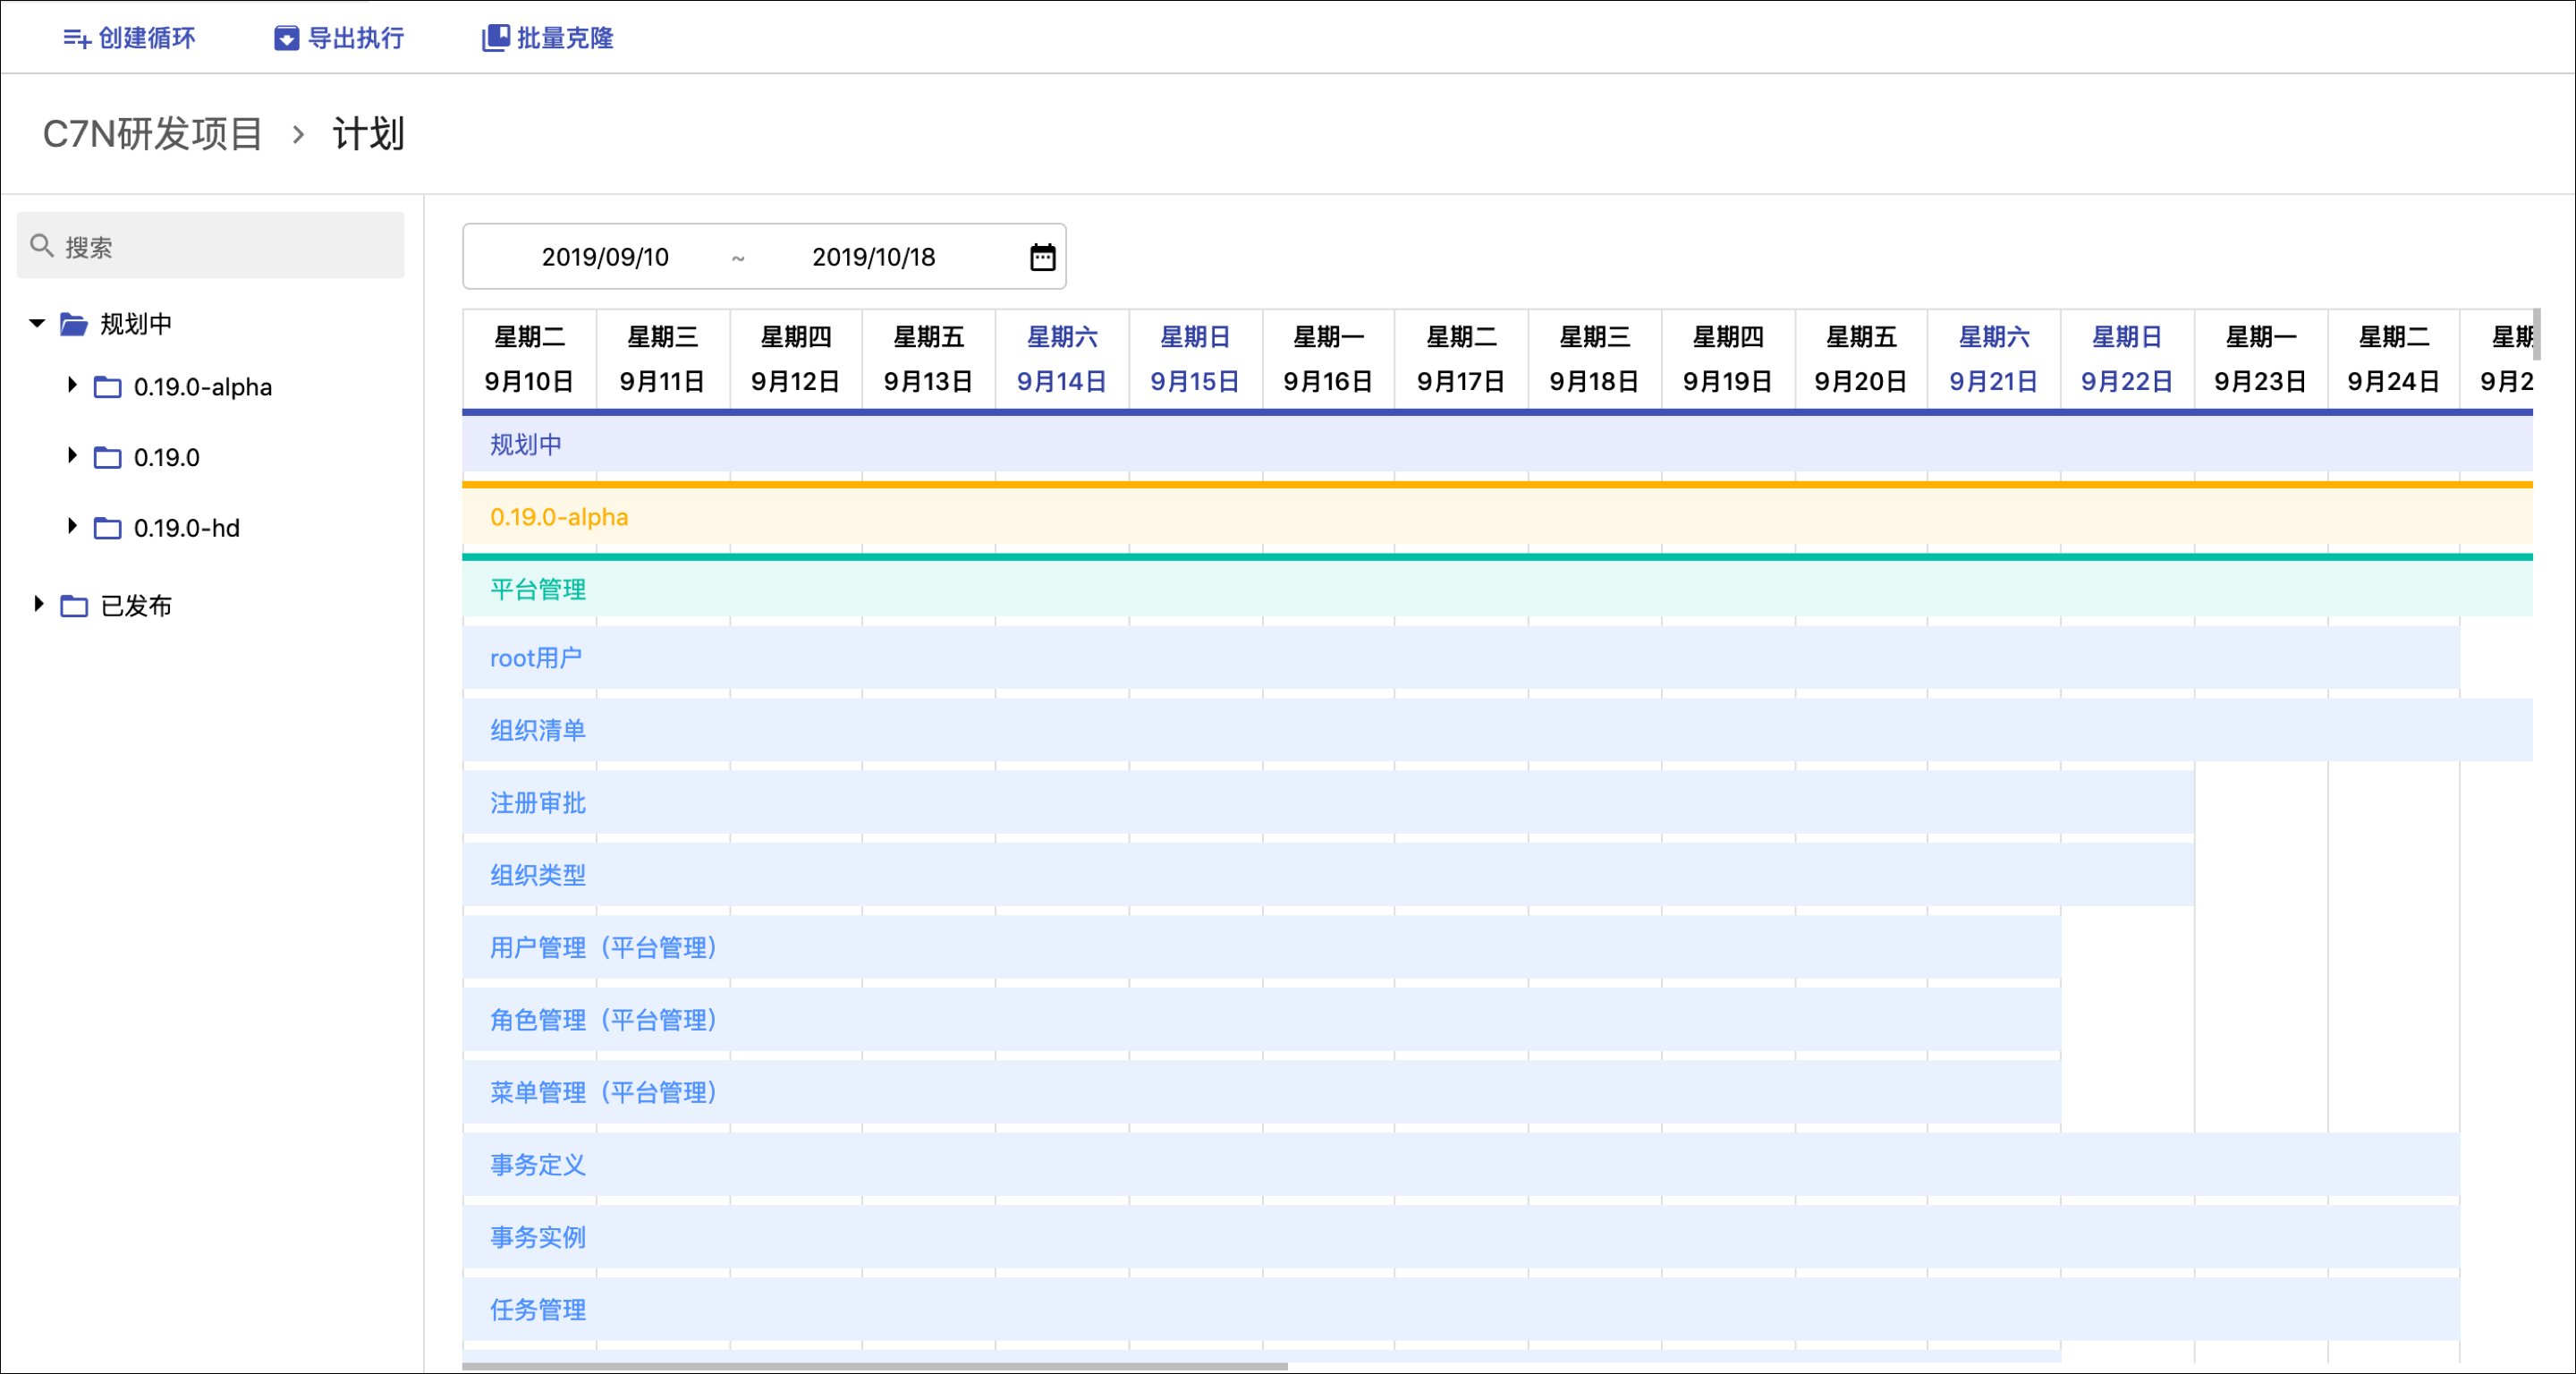 创建循环 导出执行 批量克隆
C7N研发项目 > 计划
搜索
规划中
0.19.0-alpha
0.19.0
0.19.0-hd
已发布
2019/09/10 ~ 2019/10/18
星期二 星期三 星期四 星期五 星期六 星期日 星期一 星期二 星期三 星期四 星期五 星期六 星期日 星期一 星期二 星期
9月10日 9月11日 9月12日 9月13日 9月14日 9月15日 9月16日 9月17日 9月18日 9月19日 9月20日 9月21日 9月22日 9月23日 9月24日 9月2
规划中
0.19.0-alpha
平台管理
root用户
组织清单
注册审批
组织类型
用户管理（平台管理）
角色管理（平台管理）
菜单管理（平台管理）
事务定义
事务实例
任务管理